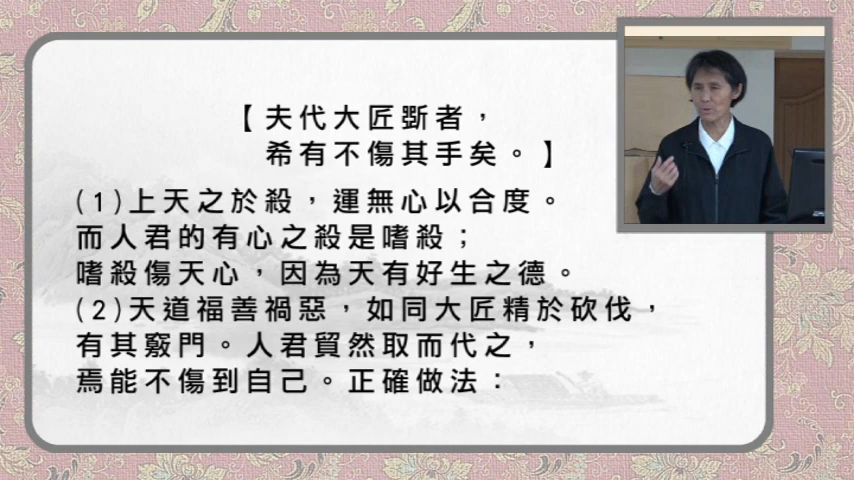 【夫代大匠斲者，
希有不傷其手矣。】
(1)上天之於殺，運無心以合度。
而人君的有心之殺是嗜殺；
嗜殺傷天心，因為天有好生之德。
(2)天道福善禍惡，如同大匠精於砍伐，
有其竅門。人君貿然取而代之，
焉能不傷到自己。正確做法：